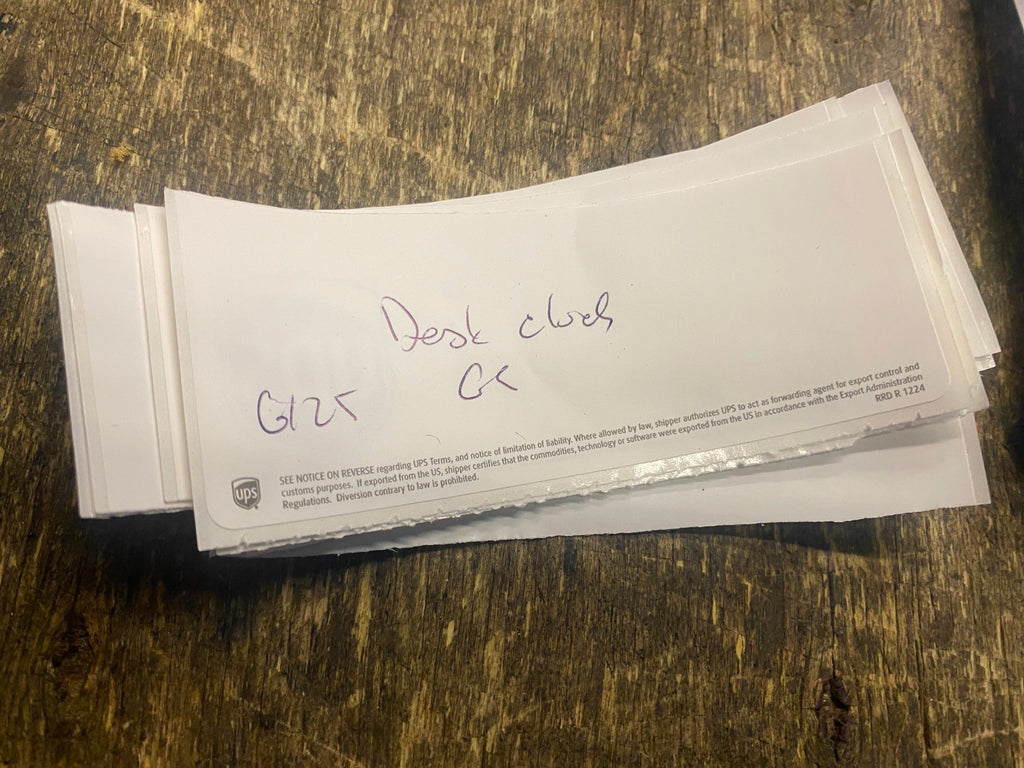 Desk clock
GK
G125
ups
SEE NOTICE ON REVERSE regarding UPS Terms, and notice of limitation of liability. Where allowed by law, shipper authorizes UPS to act as forwarding agent for export control and
customs purposes. If exported from the US, shipper certifies that the commodities, technology or software were exported from the US in accordance with the Export Administration
Regulations. Diversion contrary to law is prohibited.
RRD R 1224